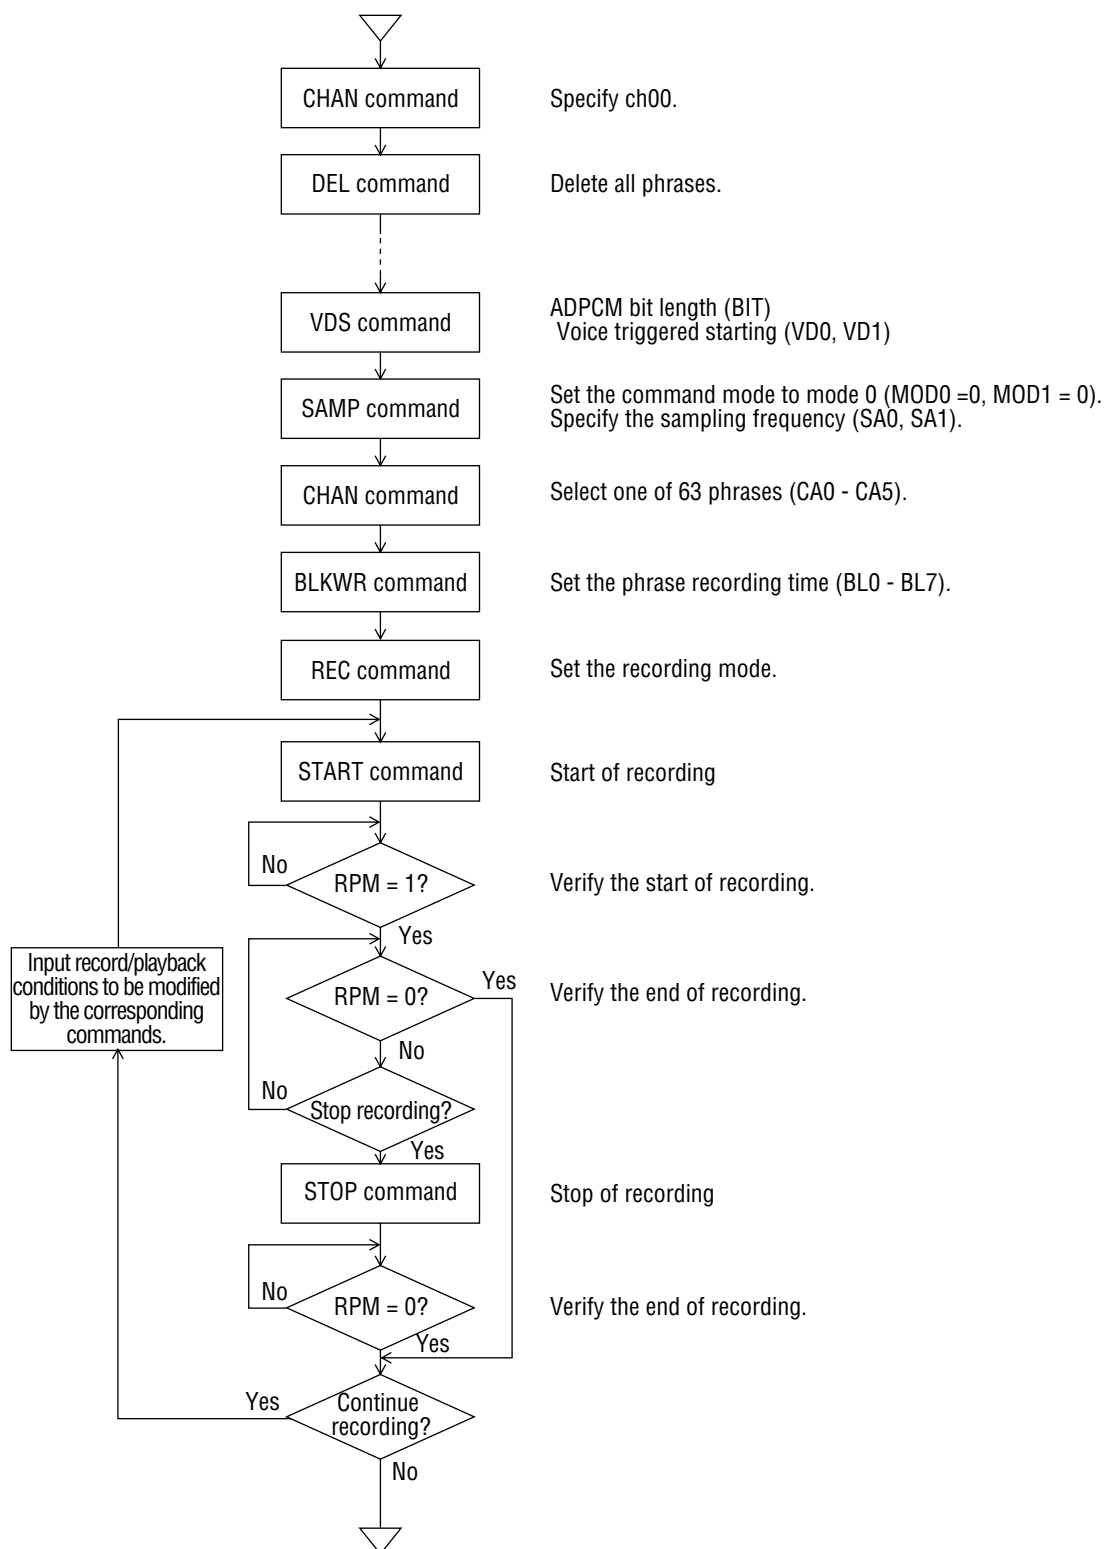 CHAN command
Specify ch00.
DEL command
Delete all phrases.
VDS command
ADPCM bit length (BIT)
Voice triggered starting (VD0, VD1)
SAMP command
Set the command mode to mode 0 (MOD0 =0, MOD1 = 0).
Specify the sampling frequency (SA0, SA1).
CHAN command
Select one of 63 phrases (CA0 - CA5).
BLKWR command
Set the phrase recording time (BL0 - BL7).
REC command
Set the recording mode.
START command
Start of recording
No
RPM = 1?
Verify the start of recording.
Yes
Input record/playback
conditions to be modified
by the corresponding
commands.
RPM = 0?
Yes
Verify the end of recording.
No
No
Stop recording?
Yes
STOP command
Stop of recording
No
RPM = 0?
Verify the end of recording.
Yes
Yes
Continue
recording?
No